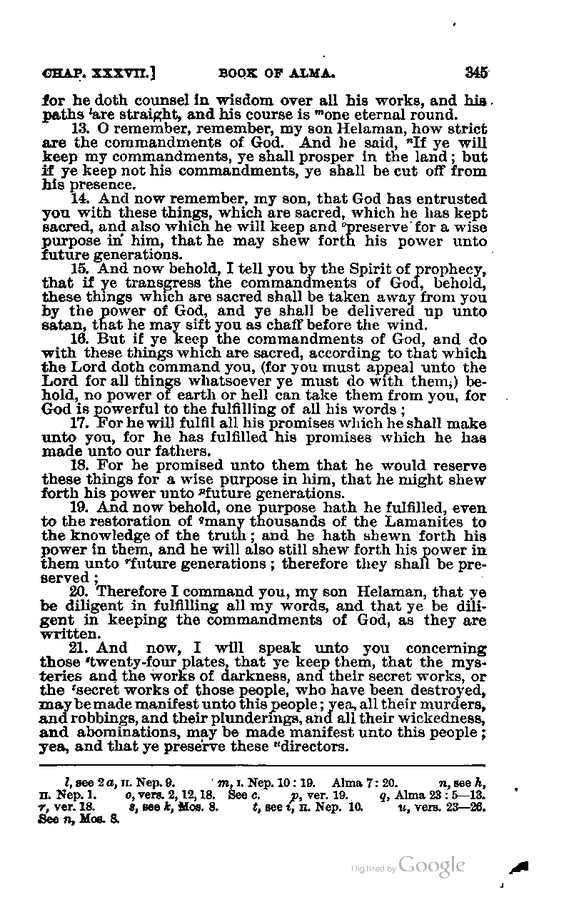 CHAP. XXXVII.] BOOK OF ALMA. 345
for he doth counsel in wisdom over all his works, and his
paths ˡare straight, and his course is ᵐone eternal round.
13. O remember, remember, my son Helaman, how strict
are the commandments of God. And he said, ⁿIf ye will
keep my commandments, ye shall prosper in the land; but
if ye keep not his commandments, ye shall be cut off from
his presence.
14. And now remember, my son, that God has entrusted
you with these things, which are sacred, which he has kept
sacred, and also which he will keep and ᵒpreserve for a wise
purpose in him, that he may shew forth his power unto
future generations.
15. And now behold, I tell you by the Spirit of prophecy,
that if ye transgress the commandments of God, behold,
these things which are sacred shall be taken away from you
by the power of God, and ye shall be delivered up unto
satan, that he may sift you as chaff before the wind.
16. But if ye keep the commandments of God, and do
with these things which are sacred, according to that which
the Lord doth command you, (for you must appeal unto the
Lord for all things whatsoever ye must do with them;) be-
hold, no power of earth or hell can take them from you, for
God is powerful to the fulfilling of all his words;
17. For he will fulfil all his promises which he shall make
unto you, for he has fulfilled his promises which he has
made unto our fathers.
18. For he promised unto them that he would reserve
these things for a wise purpose in him, that he might shew
forth his power unto ᵖfuture generations.
19. And now behold, one purpose hath he fulfilled, even
to the restoration of qmany thousands of the Lamanites to
the knowledge of the truth; and he hath shewn forth his
power in them, and he will also still shew forth his power in
them unto ʳfuture generations; therefore they shall be pre-
served;
20. Therefore I command you, my son Helaman, that ye
be diligent in fulfilling all my words, and that ye be dili-
gent in keeping the commandments of God, as they are
written.
21. And now, I will speak unto you concerning
those ˢtwenty-four plates, that ye keep them, that the mys-
teries and the works of darkness, and their secret works, or
the ᵗsecret works of those people, who have been destroyed,
may be made manifest unto this people; yea, all their murders,
and robbings, and their plunderings, and all their wickedness,
and abominations, may be made manifest unto this people;
yea, and that ye preserve these ᵘdirectors.
l, see 2 a, II. Nep. 9. m, I. Nep. 10: 19. Alma 7: 20. n, see h,
II. Nep. 1. o, vers. 2, 12, 18. See c. p, ver. 19. q, Alma 23: 5—13.
r, ver. 18. s, see k, Mos. 8. t, see i, II. Nep. 10. u, vers. 23—26.
See n, Mos. 8.
Digitized by Google